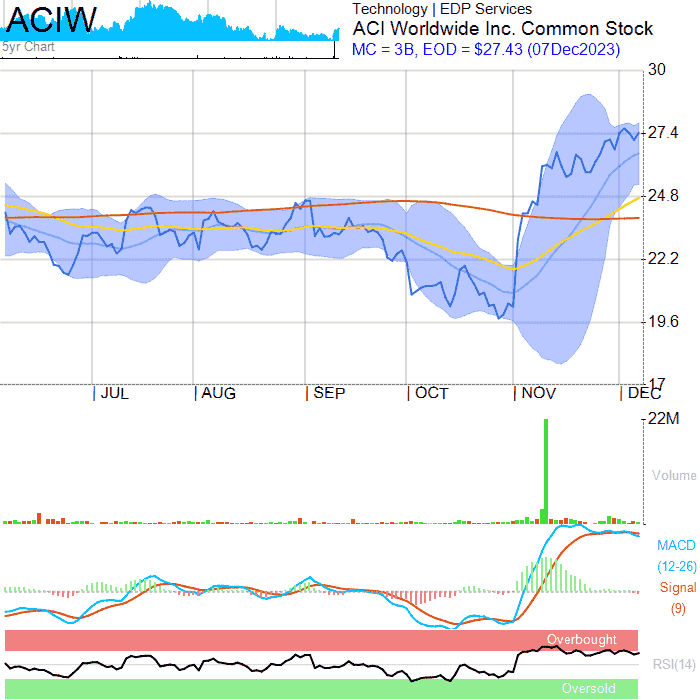 ACIW
5yr Chart
Technology | EDP Services
ACI Worldwide Inc. Common Stock
MC = 3B, EOD = $27.43 (07Dec2023)
30
27.4
24.8
22.2
19.6
17
JUL AUG SEP OCT NOV DEC
22M
Volume
MACD
(12-26)
Signal
(9)
Overbought
RSI(14)
Oversold